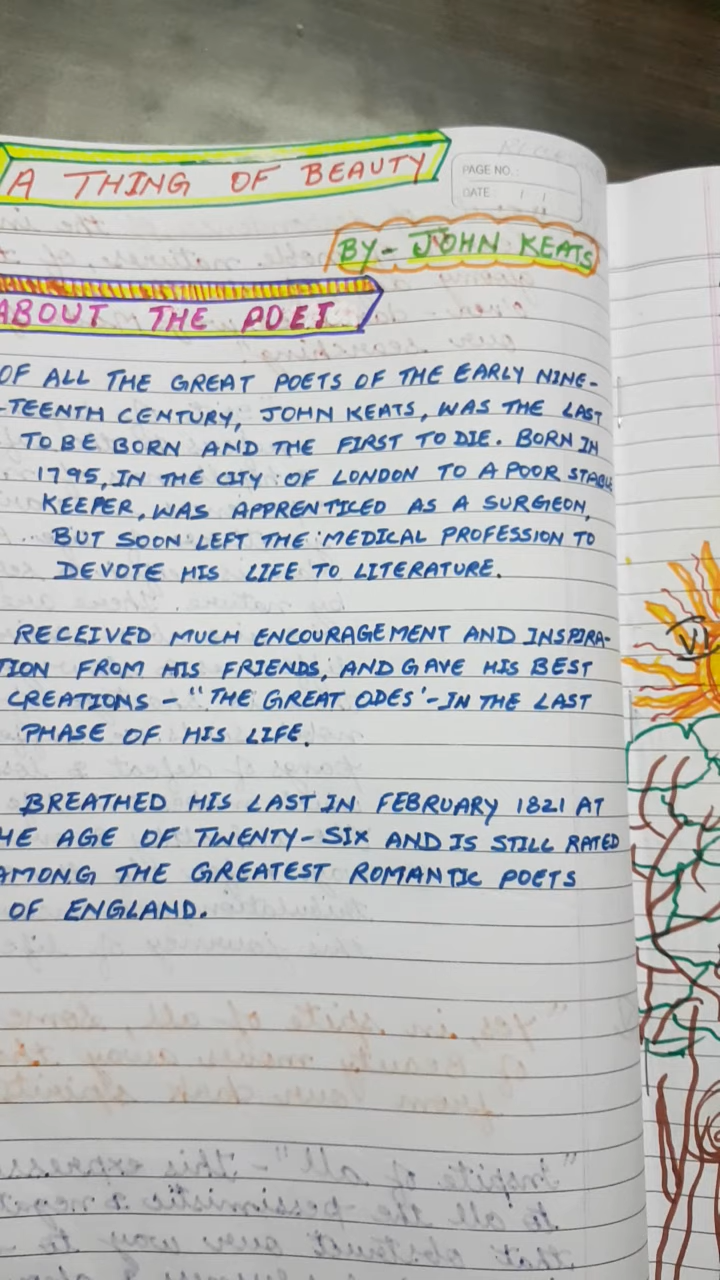 A THING OF BEAUTY
PAGE NO.:
DATE: / /
BY- JOHN KEATS
ABOUT THE POET
OF ALL THE GREAT POETS OF THE EARLY NINE-
-TEENTH CENTURY, JOHN KEATS, WAS THE LAST
TO BE BORN AND THE FIRST TO DIE. BORN IN
1795, IN THE CITY OF LONDON TO A POOR STABLE
KEEPER, WAS APPRENTICED AS A SURGEON,
BUT SOON LEFT THE MEDICAL PROFESSION TO
DEVOTE HIS LIFE TO LITERATURE.
RECEIVED MUCH ENCOURAGEMENT AND INSPIRA-
TION FROM HIS FRIENDS, AND GAVE HIS BEST
CREATIONS - "THE GREAT ODES'-IN THE LAST
PHASE OF HIS LIFE.
BREATHED HIS LAST IN FEBRUARY 1821 AT
HE AGE OF TWENTY-SIX AND IS STILL RATED
AMONG THE GREATEST ROMANTIC POETS
OF ENGLAND.